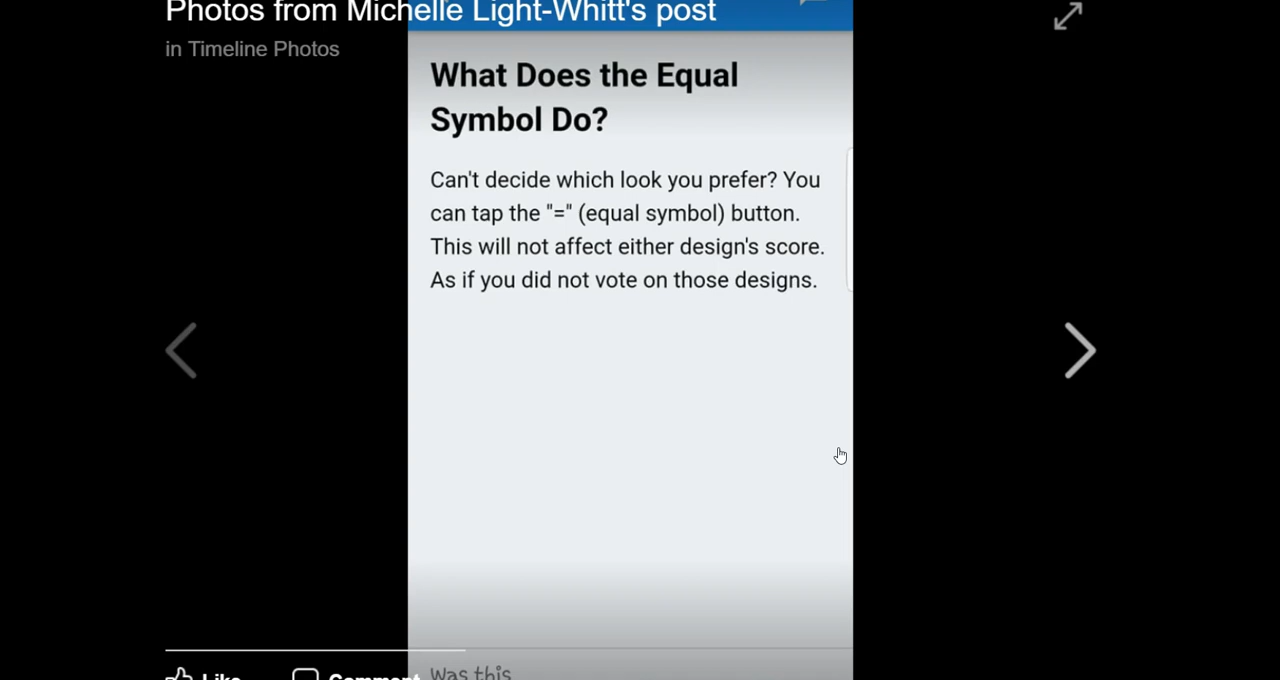 Photos from Michelle Light-Whitt's post
in Timeline Photos
What Does the Equal
Symbol Do?
Can't decide which look you prefer? You
can tap the "=" (equal symbol) button.
This will not affect either design's score.
As if you did not vote on those designs.
Like
Comment
Was this